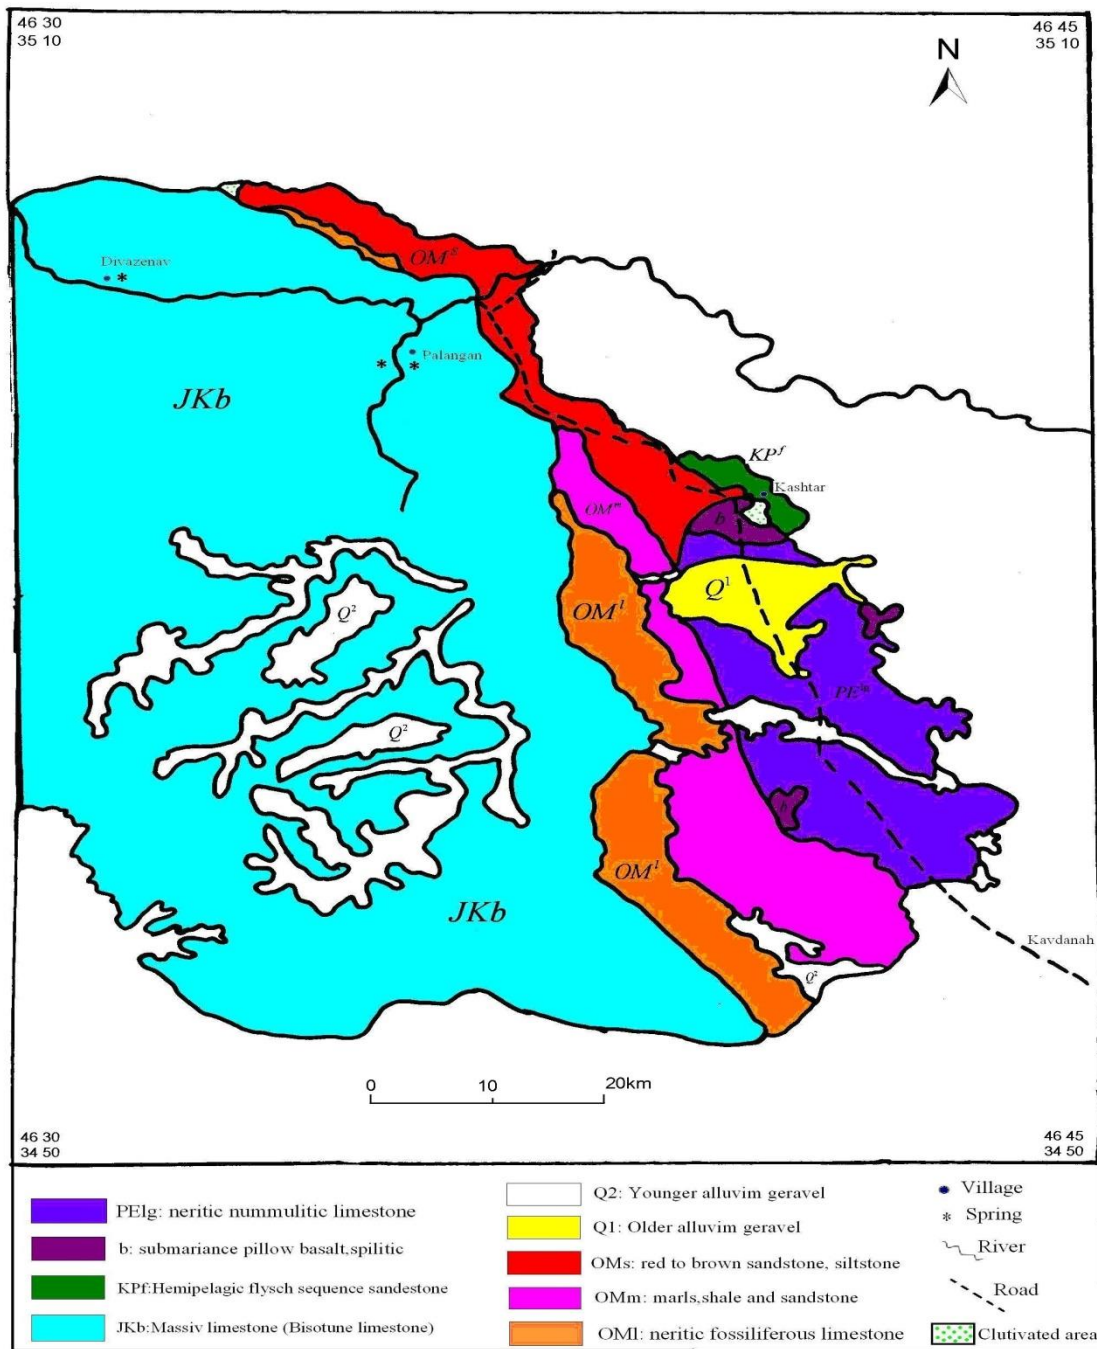 46 30
35 10
46 45
35 10
N
Divazenav
OMs
Palangan
JKb
KPf
Kashtar
OMm
b
Q1
OMl
Q2
PElg
Q2
b
OMl
JKb
Kavdanah
Q2
0 10 20km
46 30
34 50
46 45
34 50
PElg: neritic nummulitic limestone
b: submariance pillow basalt,spilitic
KPf:Hemipelagic flysch sequence sandestone
JKb:Massiv limestone (Bisotune limestone)
Q2: Younger alluvim geravel
Q1: Older alluvim geravel
OMs: red to brown sandstone, siltstone
OMm: marls,shale and sandstone
OMl: neritic fossiliferous limestone
Village
Spring
River
Road
Clutivated area